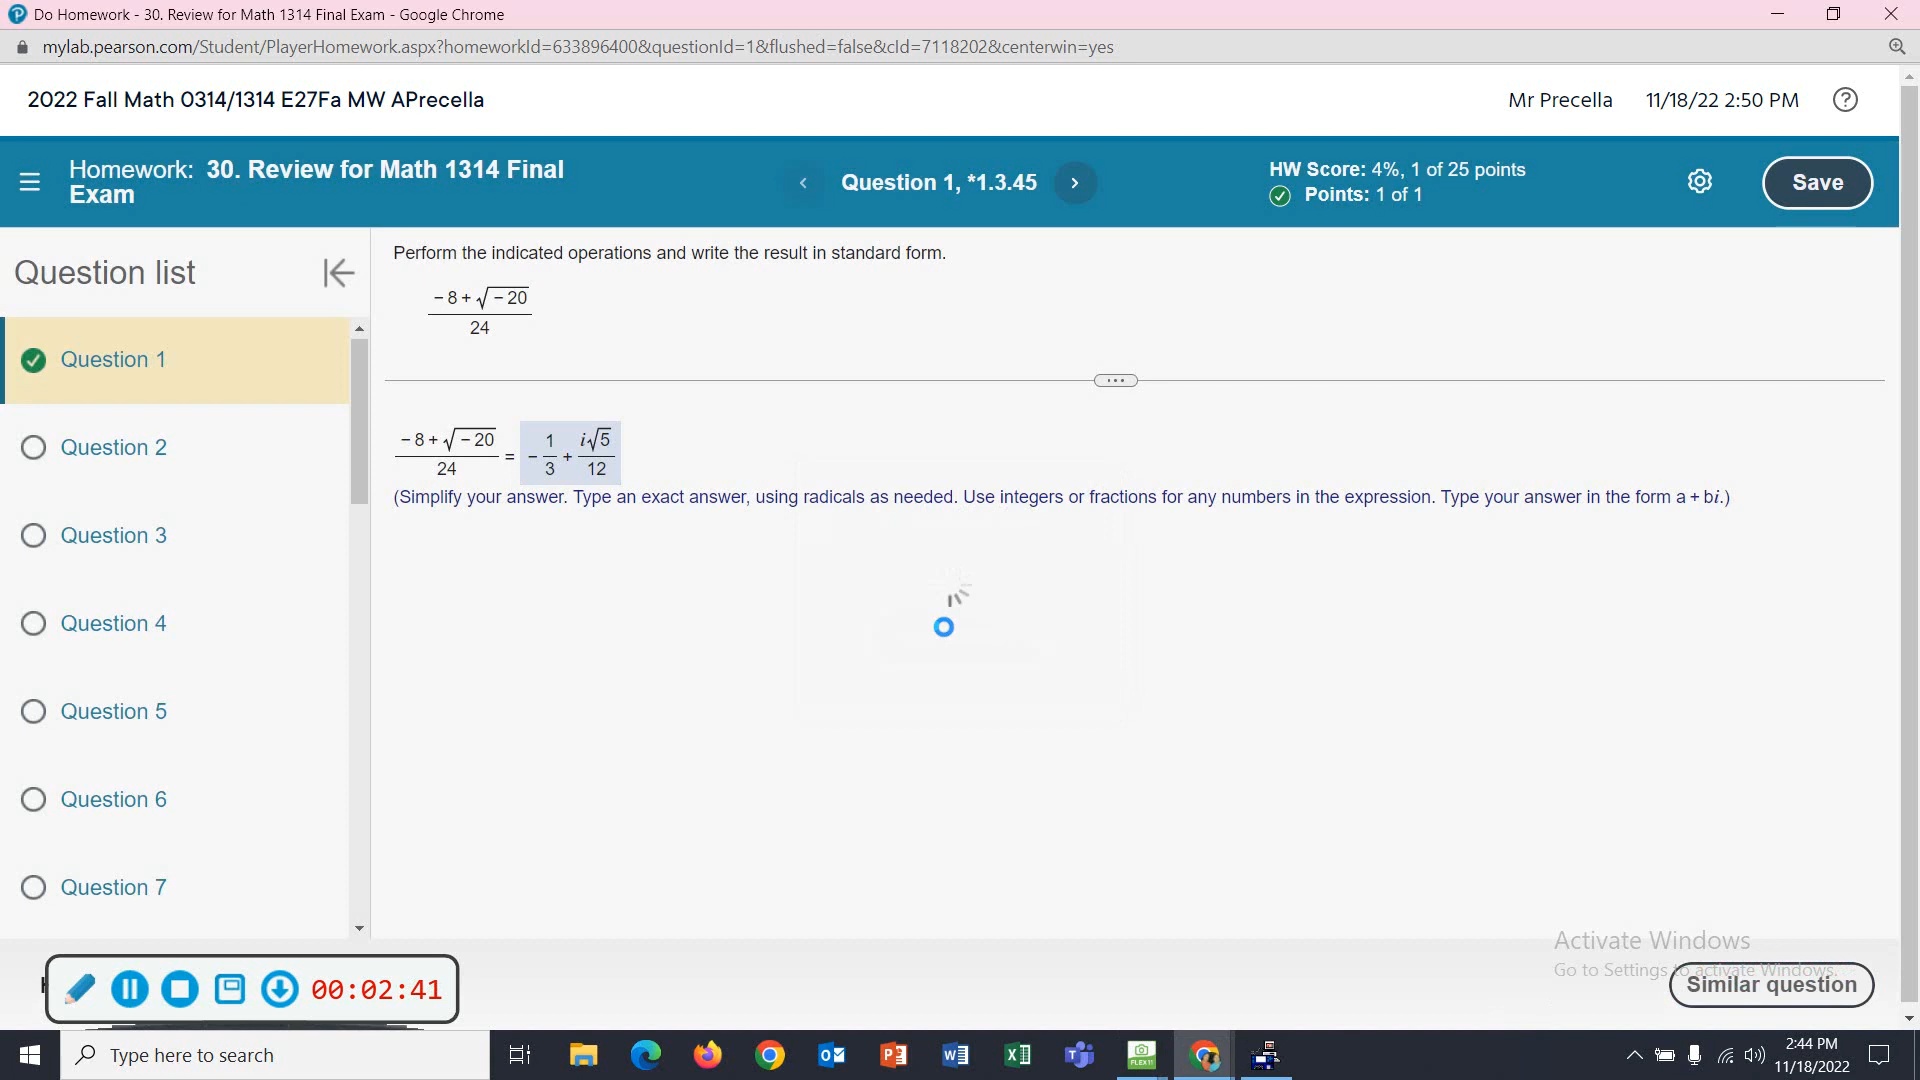 Do Homework - 30. Review for Math 1314 Final Exam - Google Chrome
mylab.pearson.com/Student/PlayerHomework.aspx?homeworkId=633896400&questionId=1&flushed=false&cId=7118202&centerwin=yes
2022 Fall Math 0314/1314 E27Fa MW APrecella
Mr Precella 11/18/22 2:50 PM ?
Homework: 30. Review for Math 1314 Final
Exam
‹ Question 1, *1.3.45 ›
HW Score: 4%, 1 of 25 points
Points: 1 of 1
Save
Question list
Question 1
Question 2
Question 3
Question 4
Question 5
Question 6
Question 7
Perform the indicated operations and write the result in standard form.
− 8 + √− 20
24
− 8 + √− 20
24
= − 1/3 + i√5/12
(Simplify your answer. Type an exact answer, using radicals as needed. Use integers or fractions for any numbers in the expression. Type your answer in the form a + bi.)
Activate Windows
Go to Settings to activate Windows.
Similar question
00:02:41
Type here to search
FLEX11
2:44 PM
11/18/2022